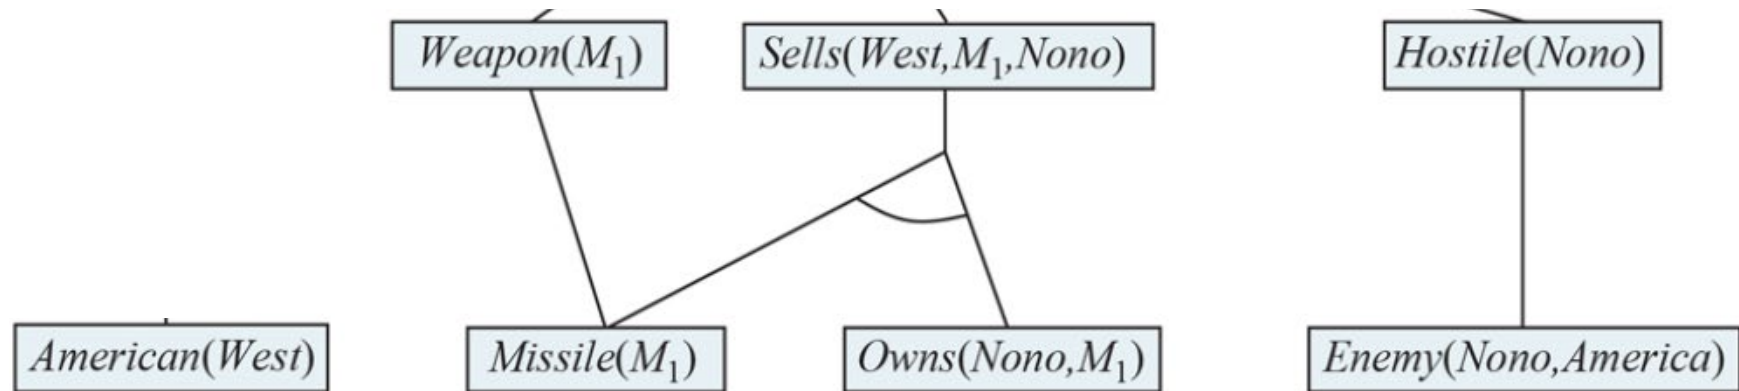 Weapon(M₁)
Sells(West,M₁,Nono)
Hostile(Nono)
American(West)
Missile(M₁)
Owns(Nono,M₁)
Enemy(Nono,America)